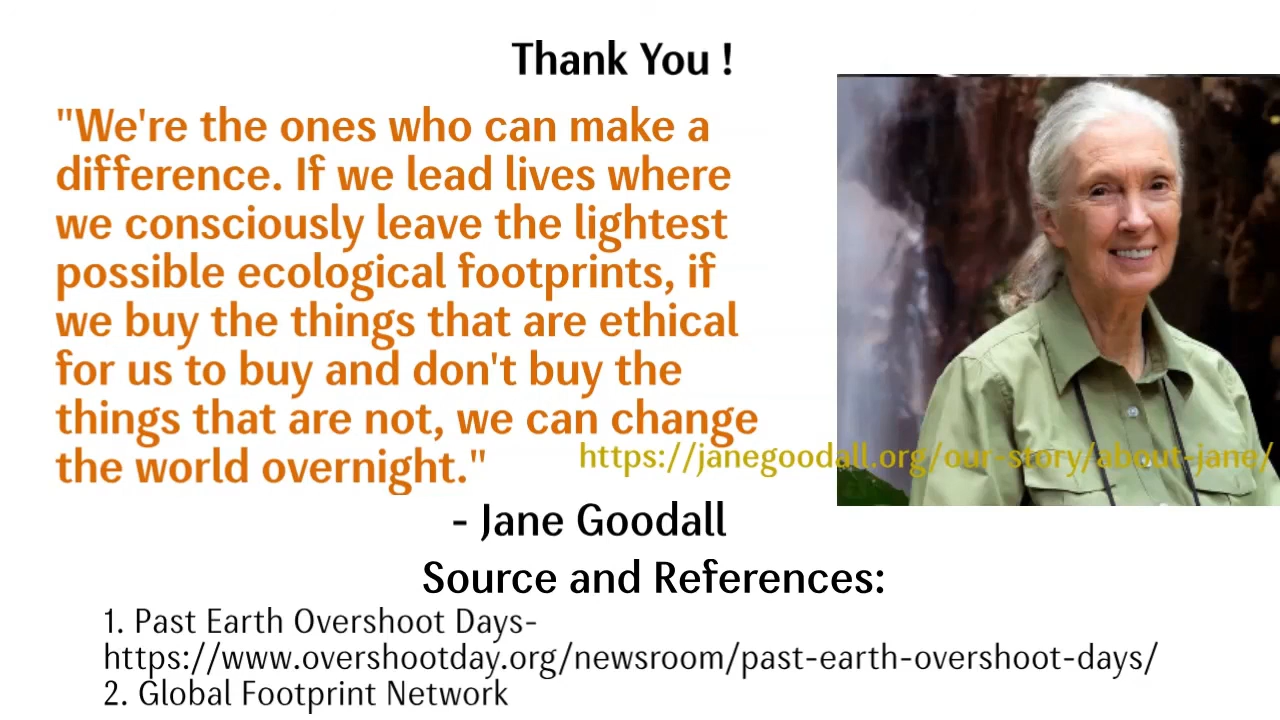 Thank You !
"We're the ones who can make a
difference. If we lead lives where
we consciously leave the lightest
possible ecological footprints, if
we buy the things that are ethical
for us to buy and don't buy the
things that are not, we can change
the world overnight."
https://janegoodall.org/our-story/about-jane/
- Jane Goodall
Source and References:
1. Past Earth Overshoot Days-
https://www.overshootday.org/newsroom/past-earth-overshoot-days/
2. Global Footprint Network